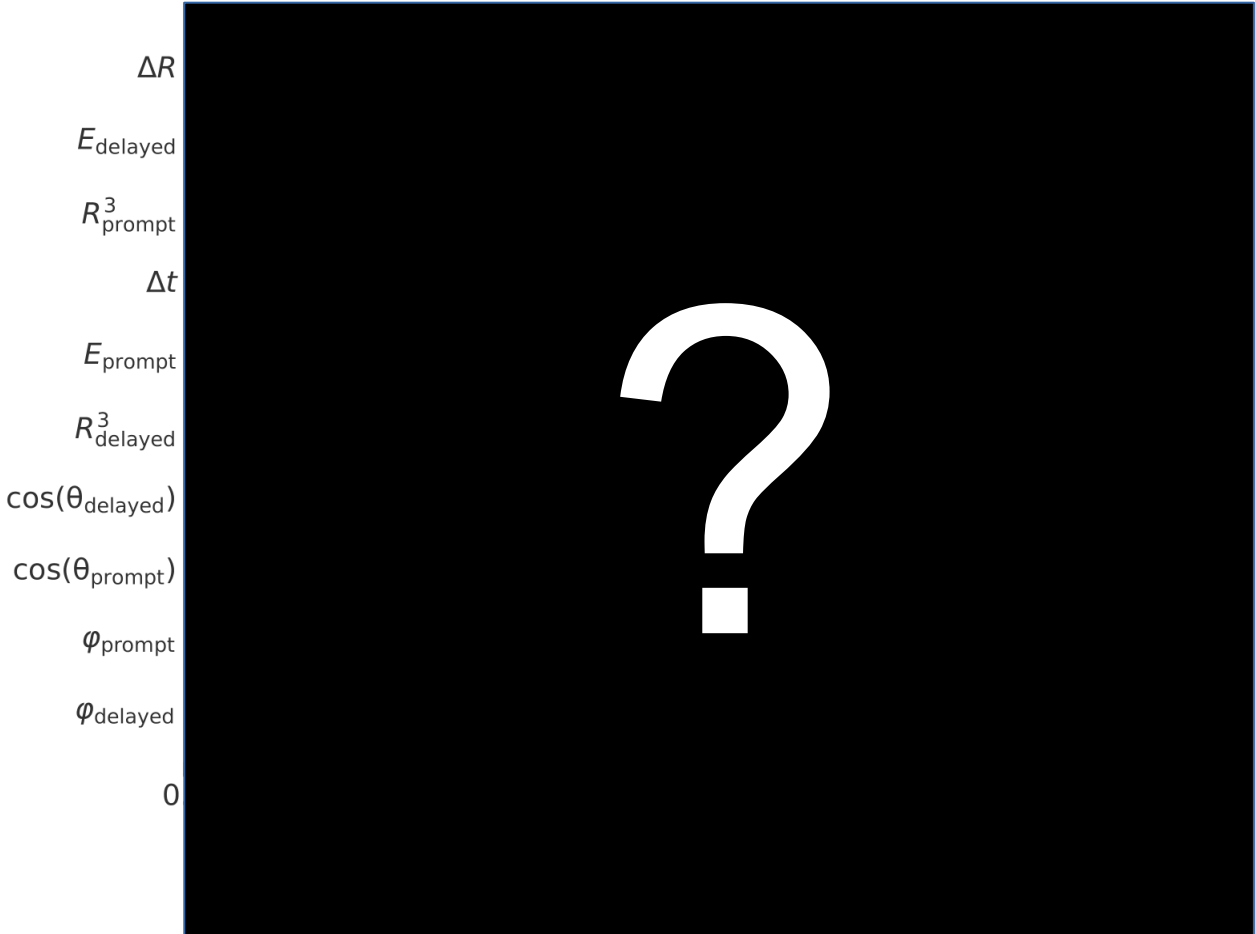 ΔR
E_delayed
R³_prompt
Δt
E_prompt
R³_delayed
cos(θ_delayed)
cos(θ_prompt)
φ_prompt
φ_delayed
0
?